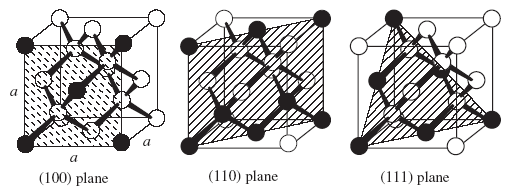 a
a
a
(100) plane
(110) plane
(111) plane